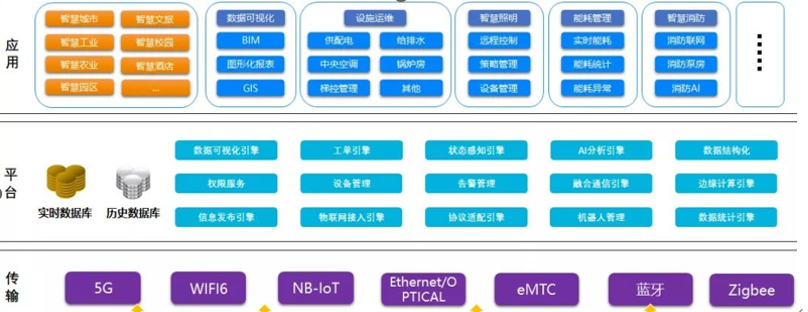 应用
智慧城市 智慧文旅
智慧工业 智慧校园
智慧农业 智慧酒店
智慧园区 ...
数据可视化
BIM
图形化报表
GIS
设施运维
供配电 给排水
中央空调 锅炉房
梯控管理 其他
智慧照明
远程控制
策略管理
设备管理
能耗管理
实时能耗
能耗统计
能耗异常
智慧消防
消防联网
消防泵房
消防AI
平台
实时数据库 历史数据库
数据可视化引擎 工单引擎 状态感知引擎 AI分析引擎 数据结构化
权限服务 设备管理 告警管理 融合通信引擎 边缘计算引擎
信息发布引擎 物联网接入引擎 协议适配引擎 机器人管理 数据统计引擎
传输
5G WIFI6 NB-IoT Ethernet/O
PTICAL eMTC 蓝牙 Zigbee